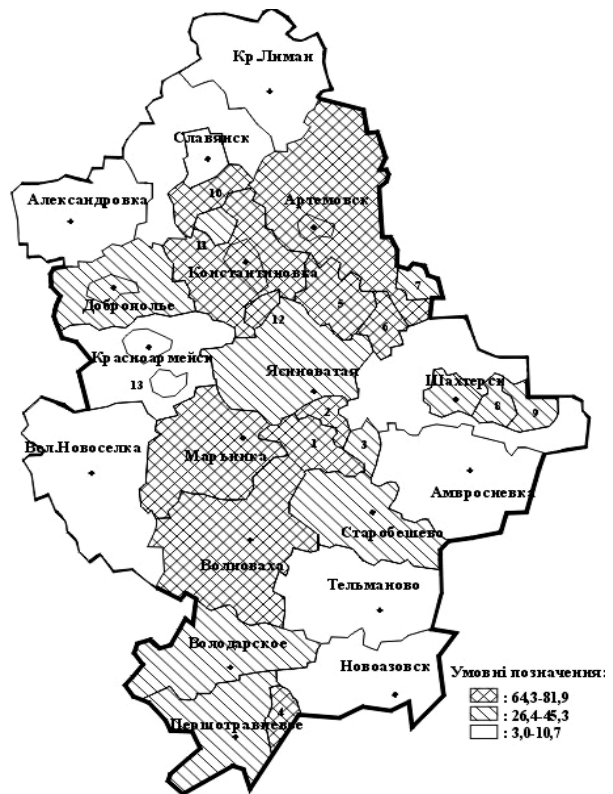 Кр.Лиман
Славянск
10
Александровка
Артемовск
11
Константиновка
7
Доброполье
5
12
6
Красноармейск
Ясиноватая
13
Шахтерск
8
9
2
Вел.Новоселка
1
3
Марьинка
Амвросиевка
Старобешево
Волноваха
Тельманово
Володарское
Новоазовск
Умовні позначення:
: 64,3-81,9
4
: 26,4-45,3
Першотравневое
: 3,0-10,7